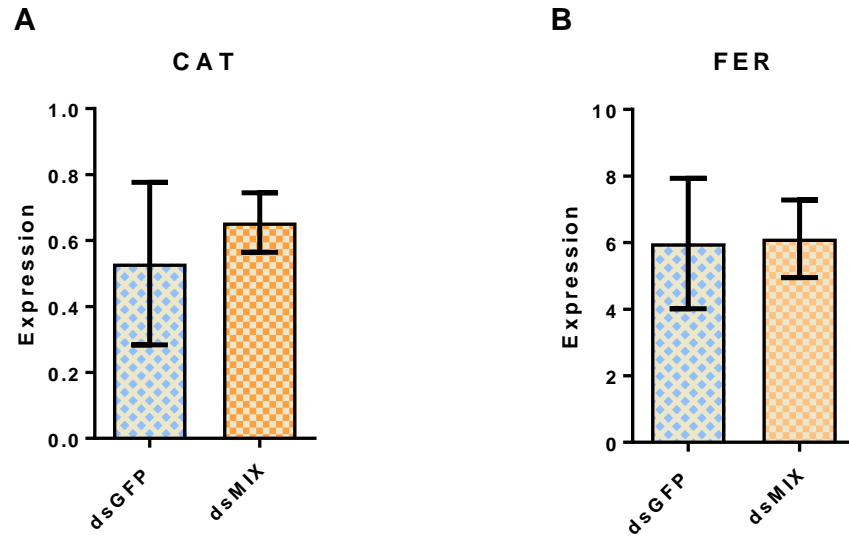 A
CAT
Expression
1.0
0.8
0.6
0.4
0.2
0.0
dsGFP
dsMIX
B
FER
Expression
10
8
6
4
2
0
dsGFP
dsMIX